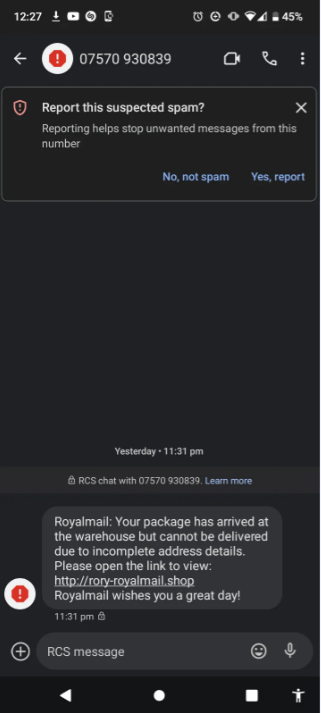 12:27
45%
07570 930839
Report this suspected spam?
Reporting helps stop unwanted messages from this
number
No, not spam Yes, report
Yesterday • 11:31 pm
RCS chat with 07570 930839. Learn more
Royalmail: Your package has arrived at
the warehouse but cannot be delivered
due to incomplete address details.
Please open the link to view:
http://rory-royalmail.shop
Royalmail wishes you a great day!
11:31 pm
RCS message